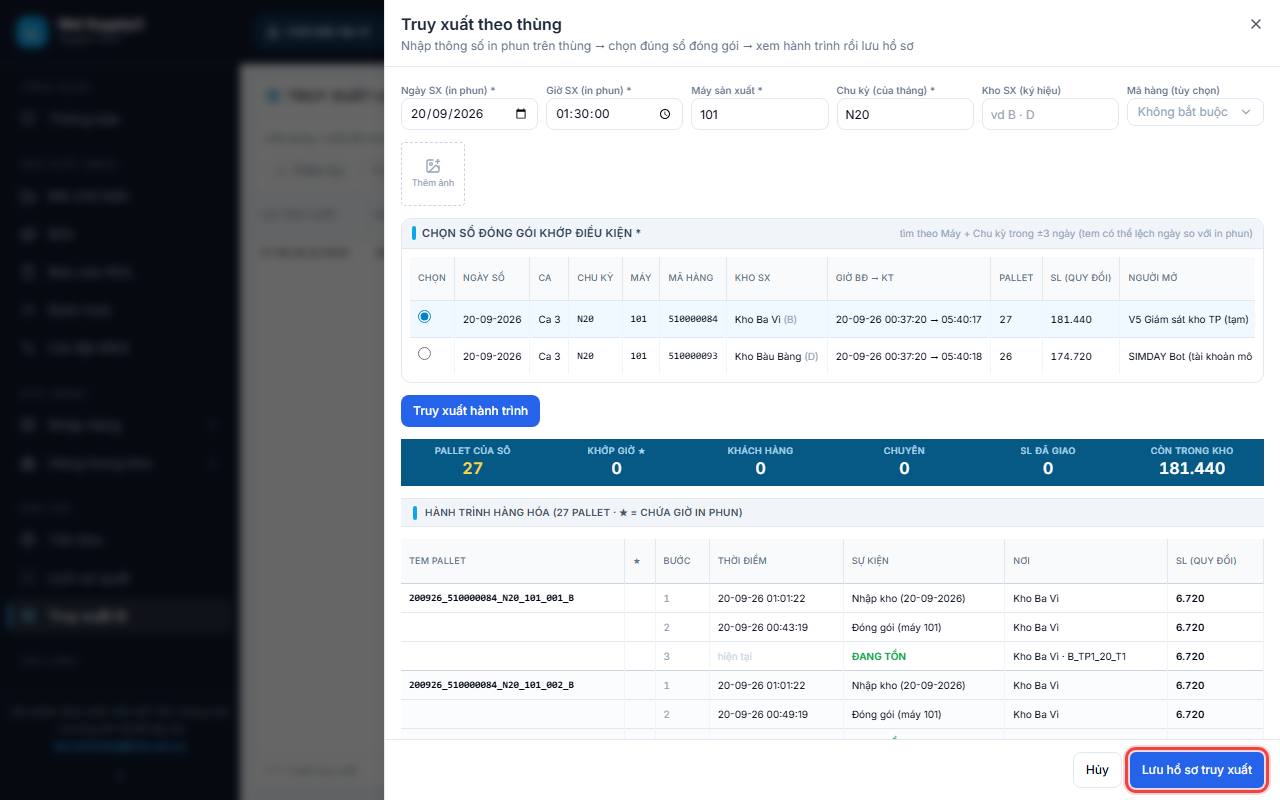 Truy xuất theo thùng
Nhập thông số in phun trên thùng → chọn đúng sổ đóng gói → xem hành trình rồi lưu hồ sơ
Ngày SX (in phun) * Giờ SX (in phun) * Máy sản xuất * Chu kỳ (của tháng) * Kho SX (ký hiệu) Mã hàng (tùy chọn)
20/09/2026 01:30:00 101 N20 vd B · D Không bắt buộc
Thêm ảnh
CHỌN SỔ ĐÓNG GÓI KHỚP ĐIỀU KIỆN * tìm theo Máy + Chu kỳ trong ±3 ngày (tem có thể lệch ngày so với in phun)
CHỌN NGÀY SỔ CA CHU KỲ MÁY MÃ HÀNG KHO SX GIỜ BĐ → KT PALLET SL (QUY ĐỔI) NGƯỜI MỞ
20-09-2026 Ca 3 N20 101 510000084 Kho Ba Vì (B) 20-09-26 00:37:20 → 05:40:17 27 181.440 V5 Giám sát kho TP (tạm)
20-09-2026 Ca 3 N20 101 510000093 Kho Bàu Bàng (D) 20-09-26 00:37:20 → 05:40:18 26 174.720 SIMDAY Bot (tài khoản mô
Truy xuất hành trình
PALLET CỦA SỔ KHỚP GIỜ ★ KHÁCH HÀNG CHUYẾN SL ĐÃ GIAO CÒN TRONG KHO
27 0 0 0 0 181.440
HÀNH TRÌNH HÀNG HÓA (27 PALLET · ★ = CHỨA GIỜ IN PHUN)
TEM PALLET ★ BƯỚC THỜI ĐIỂM SỰ KIỆN NƠI SL (QUY ĐỔI)
200926_510000084_N20_101_001_B 1 20-09-26 01:01:22 Nhập kho (20-09-2026) Kho Ba Vì 6.720
2 20-09-26 00:43:19 Đóng gói (máy 101) Kho Ba Vì 6.720
3 hiện tại ĐANG TỒN Kho Ba Vì · B_TP1_20_T1 6.720
200926_510000084_N20_101_002_B 1 20-09-26 01:01:22 Nhập kho (20-09-2026) Kho Ba Vì 6.720
2 20-09-26 00:49:19 Đóng gói (máy 101) Kho Ba Vì 6.720
Hủy Lưu hồ sơ truy xuất